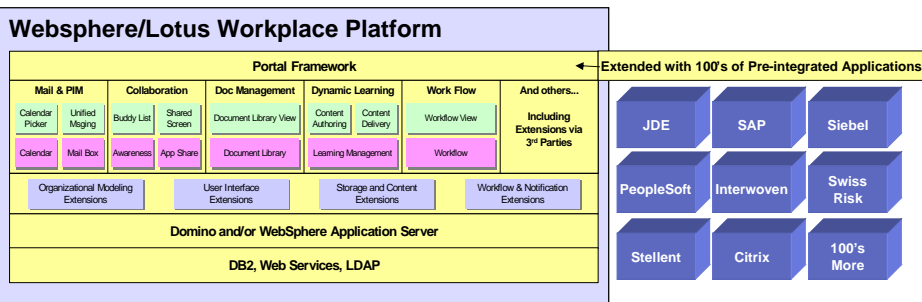 Websphere/Lotus Workplace Platform
Portal Framework
Extended with 100's of Pre-integrated Applications
Mail & PIM
Collaboration
Doc Management
Dynamic Learning
Work Flow
And others...
Calendar
Picker
Unified
Msging
Buddy List
Shared
Screen
Document Library View
Content
Authoring
Content
Delivery
Workflow View
Including
Extensions via
3rd Parties
Calendar
Mail Box
Awareness
App Share
Document Library
Learning Management
Workflow
Organizational Modeling
Extensions
User Interface
Extensions
Storage and Content
Extensions
Workflow & Notification
Extensions
Domino and/or WebSphere Application Server
DB2, Web Services, LDAP
JDE
SAP
Siebel
PeopleSoft
Interwoven
Swiss
Risk
Stellent
Citrix
100's
More